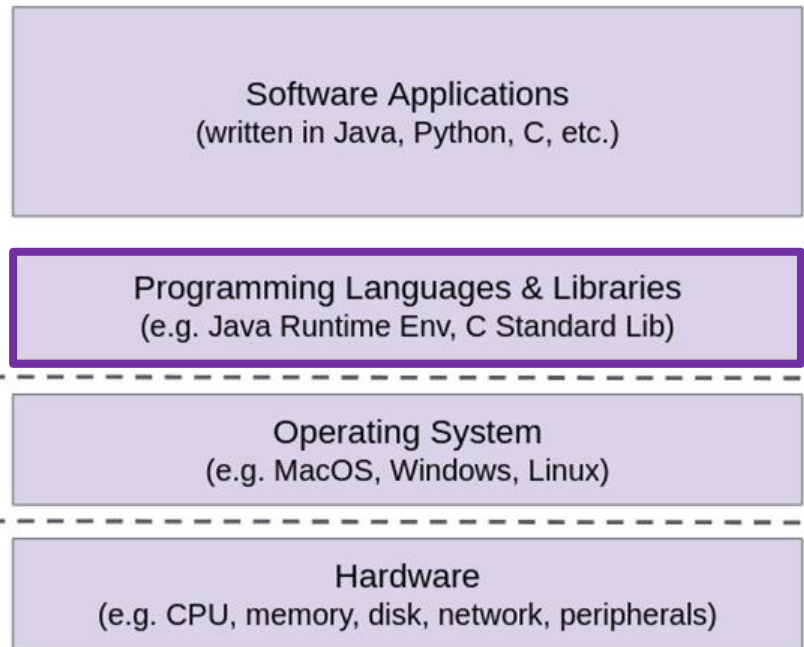 Software Applications
(written in Java, Python, C, etc.)
Programming Languages & Libraries
(e.g. Java Runtime Env, C Standard Lib)
Operating System
(e.g. MacOS, Windows, Linux)
Hardware
(e.g. CPU, memory, disk, network, peripherals)